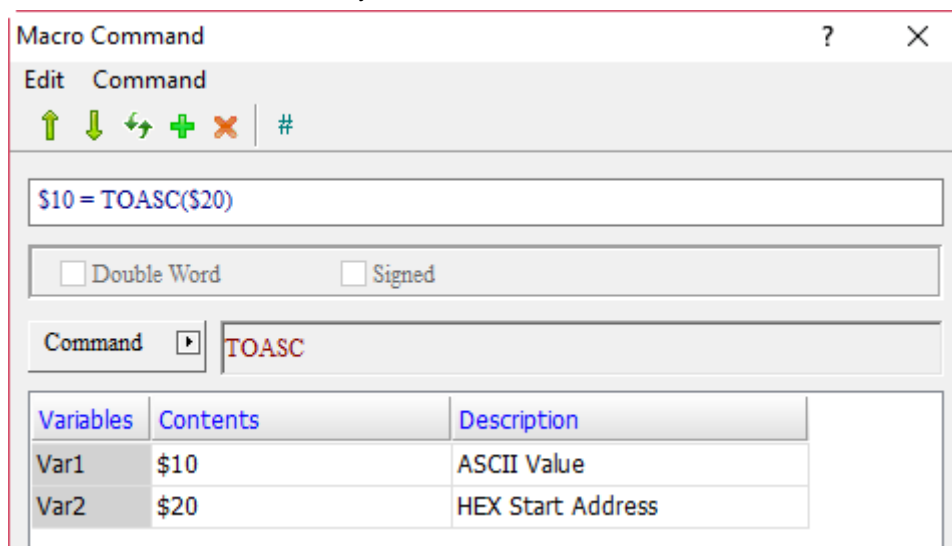 Macro Command ?
Edit Command
#
$10 = TOASC($20)
Double Word Signed
Command TOASC
Variables Contents Description
Var1 $10 ASCII Value
Var2 $20 HEX Start Address